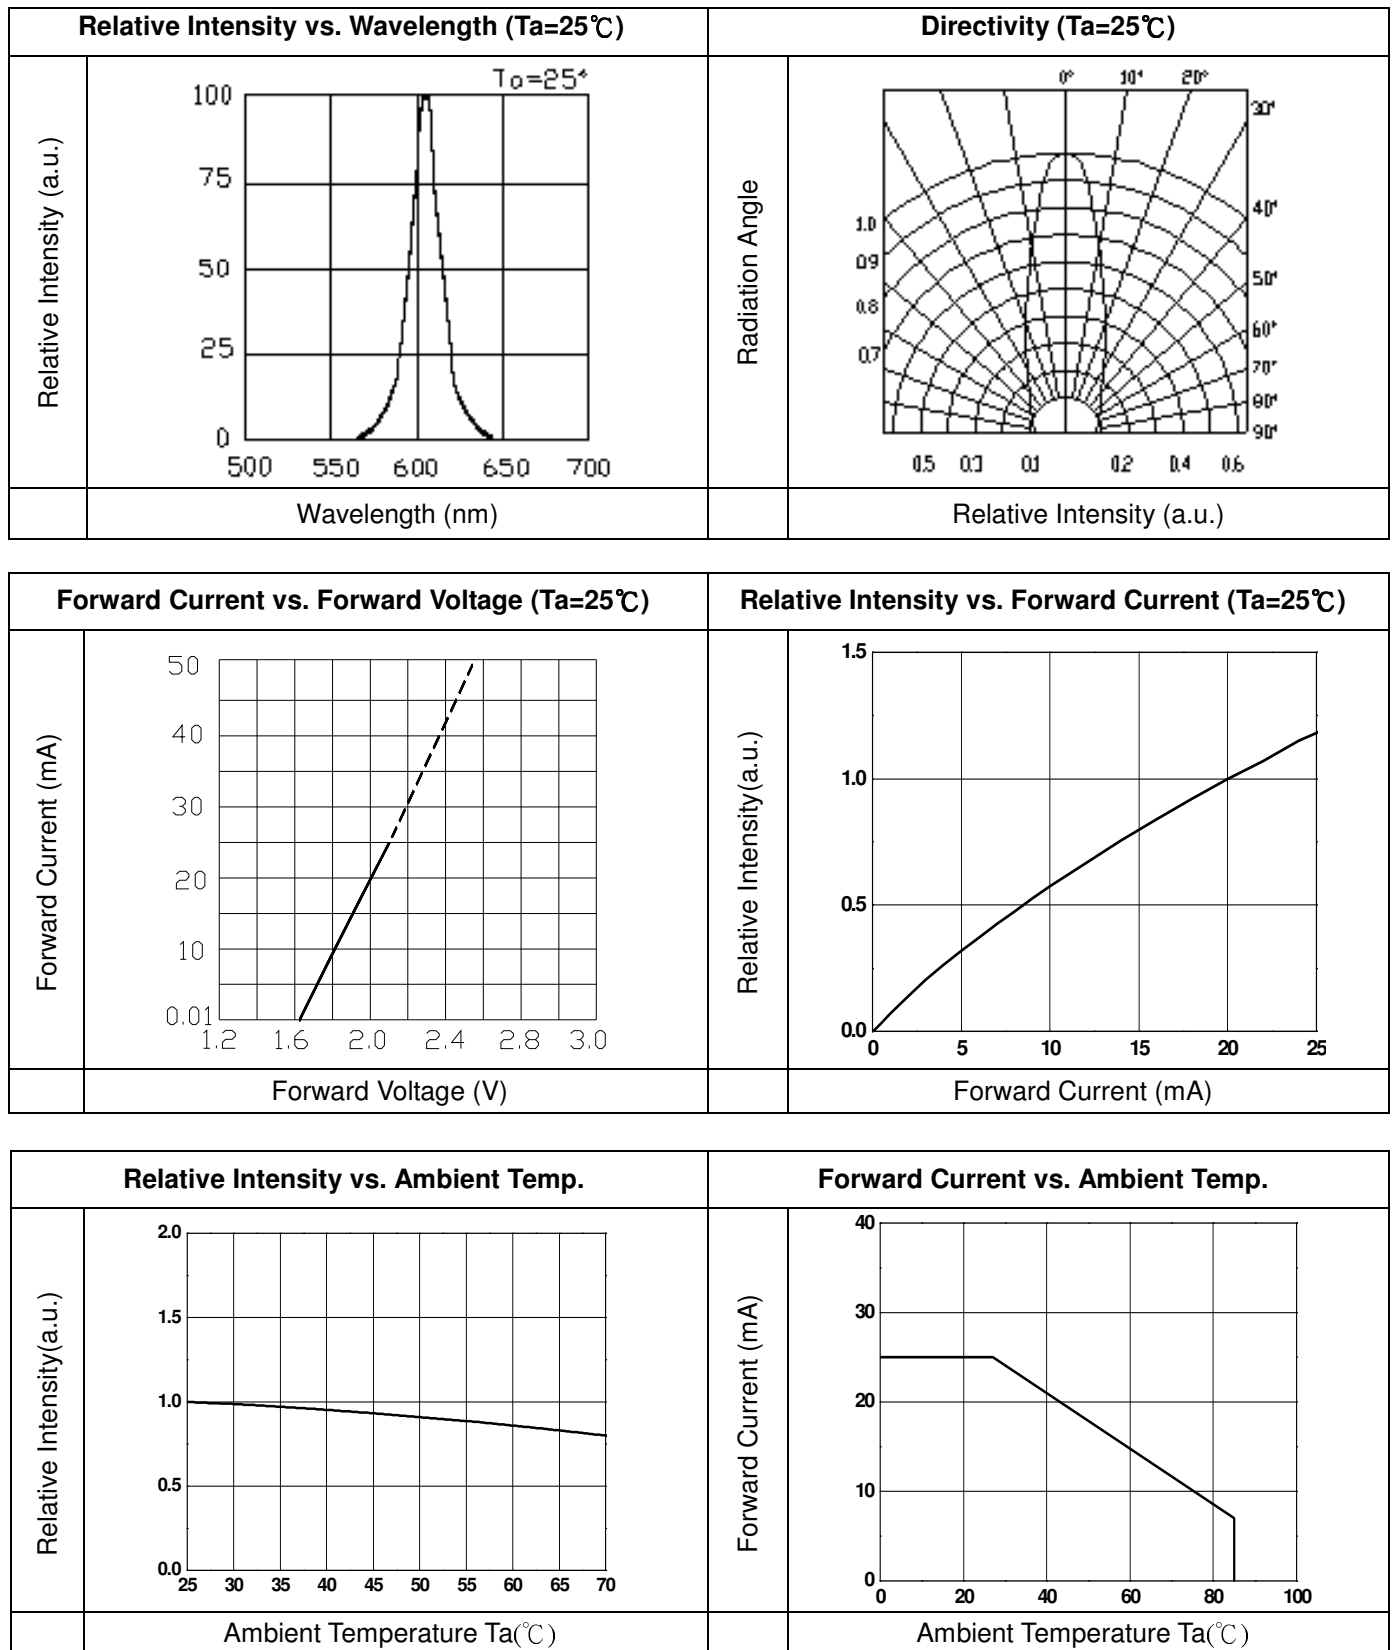 Relative Intensity vs. Wavelength (Ta=25℃)
Relative Intensity (a.u.)
Ta=25°
100
75
50
25
0
500 550 600 650 700
Wavelength (nm)
Directivity (Ta=25℃)
Radiation Angle
0° 10° 20°
30°
40°
50°
60°
70°
80°
90°
1.0
0.9
0.8
0.7
0.5 0.3 0.1 0.2 0.4 0.6
Relative Intensity (a.u.)
Forward Current vs. Forward Voltage (Ta=25℃)
Forward Current (mA)
50
40
30
20
10
0.01
1.2 1.6 2.0 2.4 2.8 3.0
Forward Voltage (V)
Relative Intensity vs. Forward Current (Ta=25℃)
Relative Intensity(a.u.)
1.5
1.0
0.5
0.0
0 5 10 15 20 25
Forward Current (mA)
Relative Intensity vs. Ambient Temp.
Relative Intensity(a.u.)
2.0
1.5
1.0
0.5
0.0
25 30 35 40 45 50 55 60 65 70
Ambient Temperature Ta(℃)
Forward Current vs. Ambient Temp.
Forward Current (mA)
40
30
20
10
0
0 20 40 60 80 100
Ambient Temperature Ta(℃)